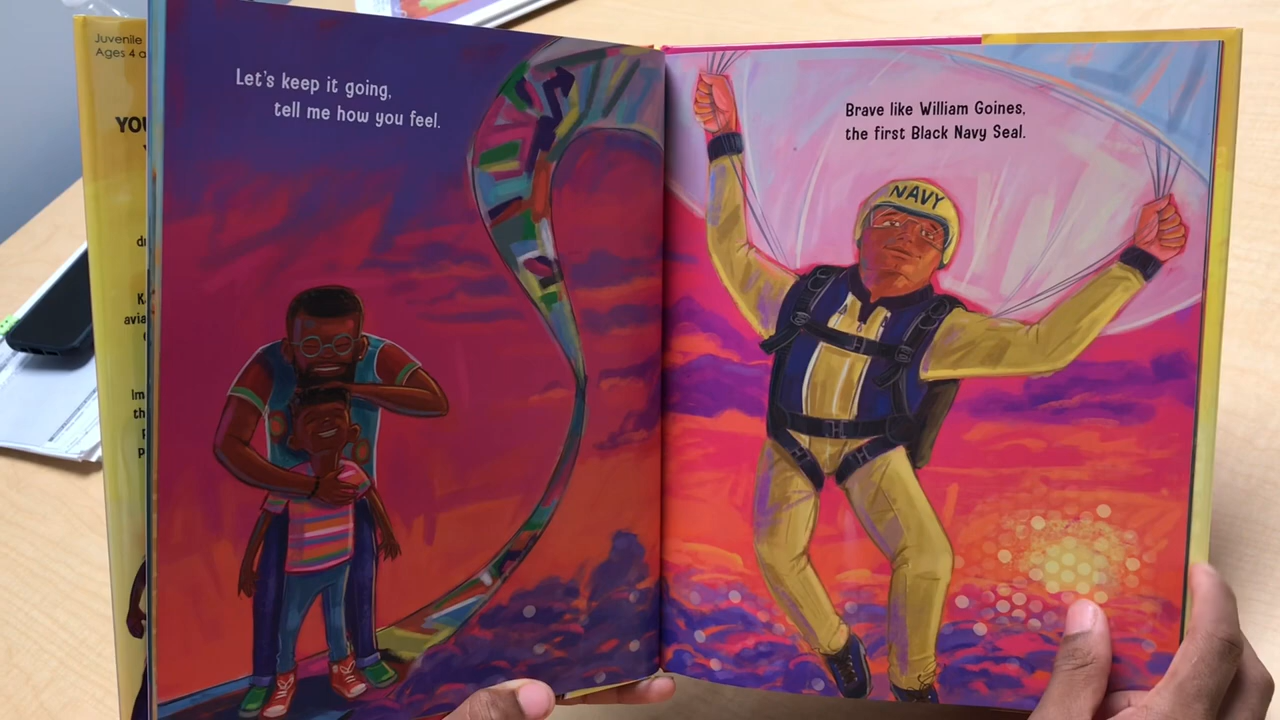 Juvenile
Ages 4 a
YOU
Let's keep it going,
tell me how you feel.
Brave like William Goines,
the first Black Navy Seal.
NAVY